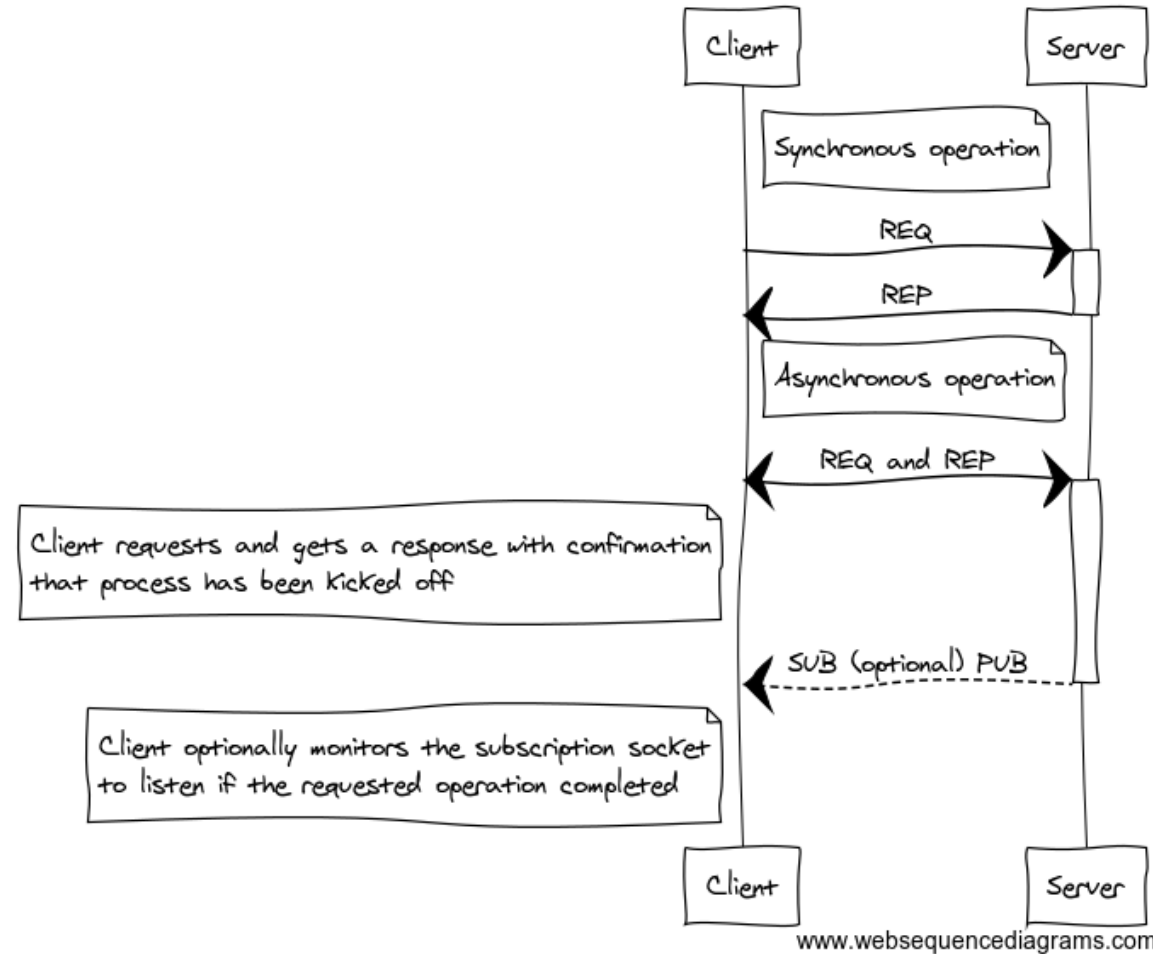 Client
Server
Synchronous operation
REQ
REP
Asynchronous operation
REQ and REP
Client requests and gets a response with confirmation
that process has been kicked off
SUB (optional) PUB
Client optionally monitors the subscription socket
to listen if the requested operation completed
Client
Server
www.websequencediagrams.com